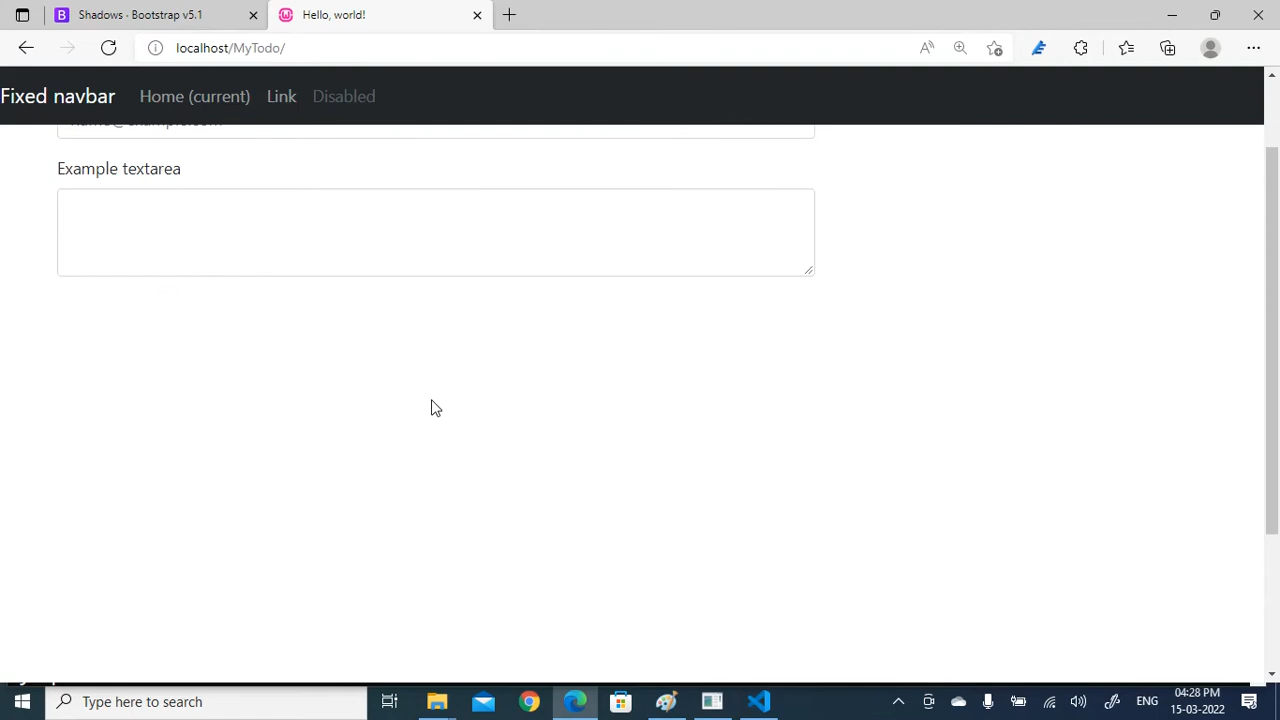 Shadows · Bootstrap v5.1
Hello, world!
localhost/MyTodo/
Fixed navbar
Home (current)
Link
Disabled
Example textarea
Type here to search
ENG
04:28 PM
15-03-2022